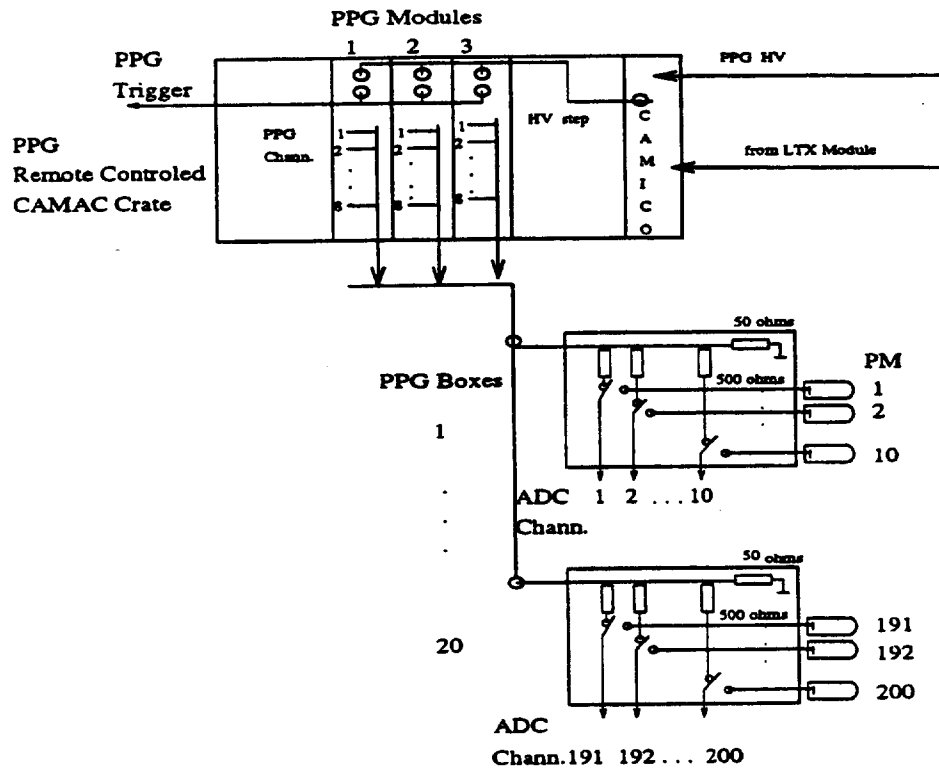 PPG Modules
1 2 3
PPG
Trigger
PPG HV
HV step
CAMICO
PPG
Chann.
1
2
.
.
.
8
1
2
.
.
.
8
1
2
.
.
.
8
from LTX Module
PPG
Remote Controled
CAMAC Crate
50 ohms
PM
PPG Boxes
500 ohms
1
2
10
1
.
.
.
ADC 1 2 ... 10
Chann.
50 ohms
500 ohms
191
192
200
20
ADC
Chann.191 192 ... 200